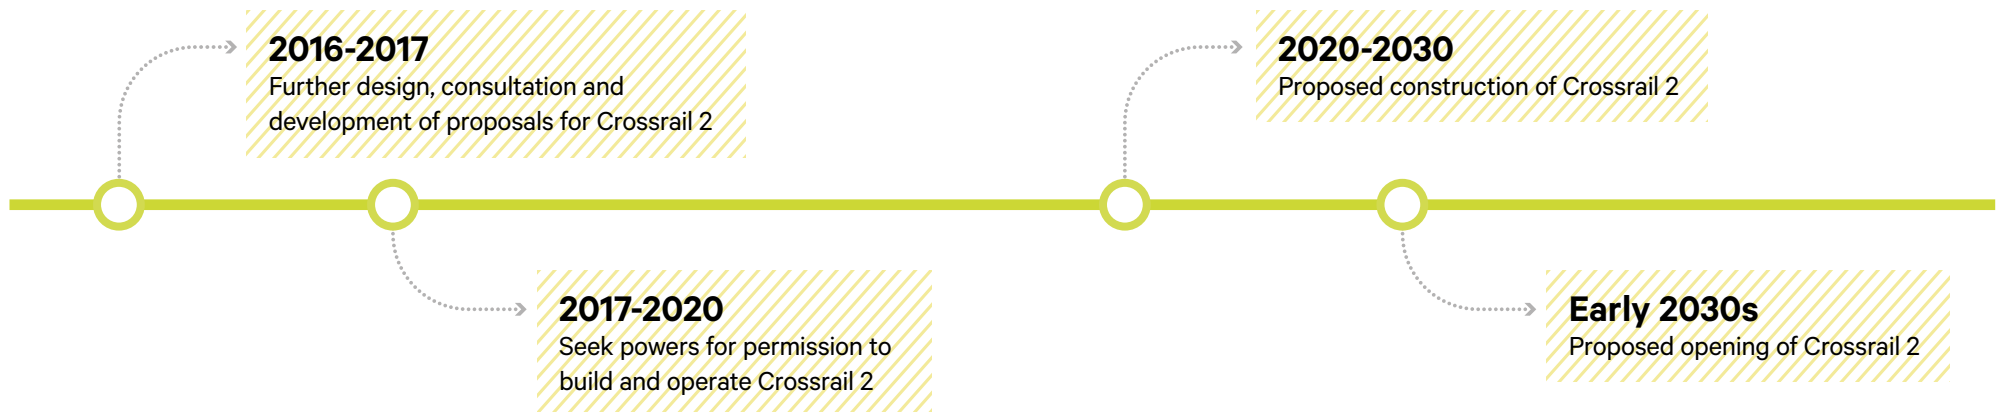 2016-2017
Further design, consultation and
development of proposals for Crossrail 2
2017-2020
Seek powers for permission to
build and operate Crossrail 2
2020-2030
Proposed construction of Crossrail 2
Early 2030s
Proposed opening of Crossrail 2